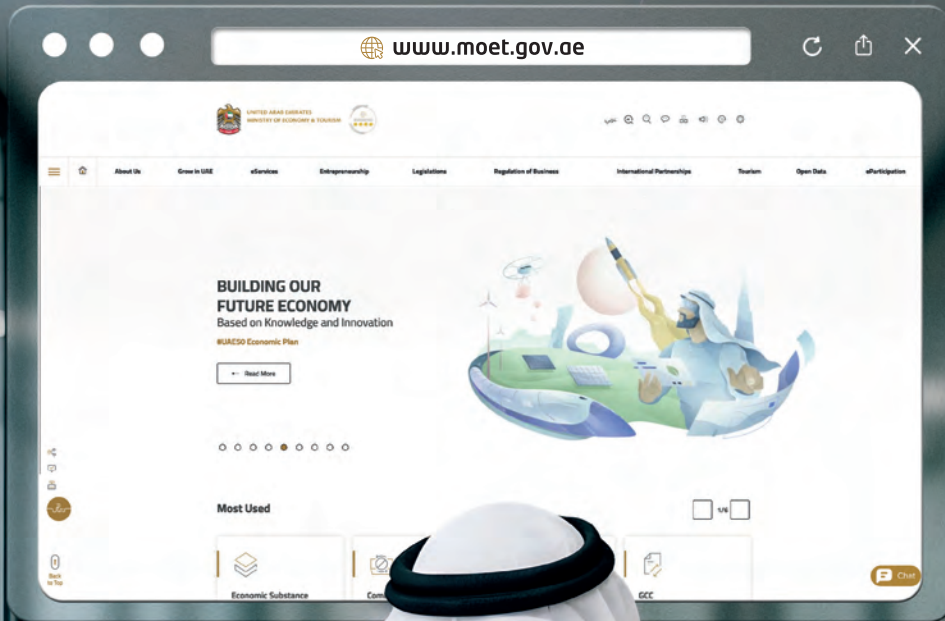 www.moet.gov.ae
UNITED ARAB EMIRATES
MINISTRY OF ECONOMY & TOURISM
عربي
About Us
Grow in UAE
eServices
Entrepreneurship
Legislations
Regulation of Business
International Partnerships
Tourism
Open Data
eParticipation
BUILDING OUR
FUTURE ECONOMY
Based on Knowledge and Innovation
#UAE50 Economic Plan
Read More
Most Used
1/6
Back
to Top
Chat
Economic Substance
Com
GCC